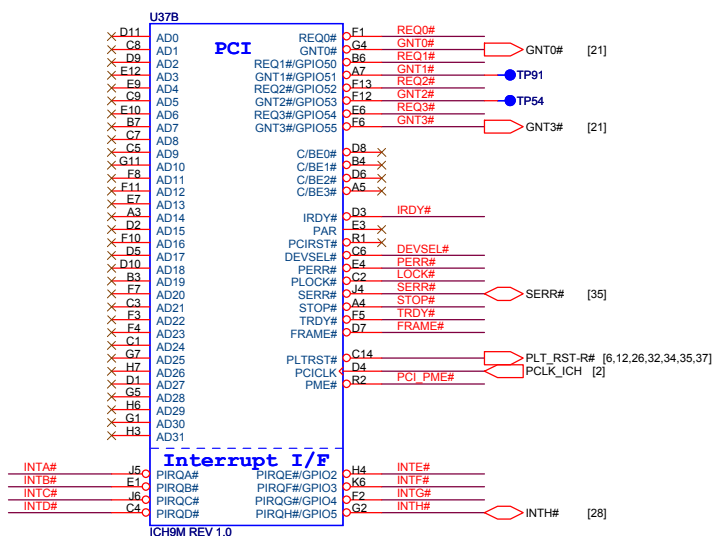 U37B
PCI
D11 AD0 REQ0# F1 REQ0#
C8 AD1 GNT0# G4 GNT0# GNT0# [21]
D9 AD2 REQ1#/GPIO50 B6 REQ1#
E12 AD3 GNT1#/GPIO51 A7 GNT1# TP91
E9 AD4 REQ2#/GPIO52 F13 REQ2#
C9 AD5 GNT2#/GPIO53 F12 GNT2# TP54
E10 AD6 REQ3#/GPIO54 E6 REQ3#
B7 AD7 GNT3#/GPIO55 F6 GNT3# GNT3# [21]
C7 AD8
C5 AD9 C/BE0# D8
G11 AD10 C/BE1# B4
F8 AD11 C/BE2# D6
F11 AD12 C/BE3# A5
E7 AD13
A3 AD14 IRDY# D3 IRDY#
D2 AD15 PAR E3
F10 AD16 PCIRST# R1
D5 AD17 DEVSEL# C6 DEVSEL#
D10 AD18 PERR# E4 PERR#
B3 AD19 PLOCK# C2 LOCK#
F7 AD20 SERR# J4 SERR# SERR# [35]
C3 AD21 STOP# A4 STOP#
F3 AD22 TRDY# F5 TRDY#
F4 AD23 FRAME# D7 FRAME#
C1 AD24
G7 AD25 PLTRST# C14 PLT_RST-R# [6,12,26,32,34,35,37]
H7 AD26 PCICLK D4 PCLK_ICH [2]
D1 AD27 PME# R2 PCI_PME#
G5 AD28
H6 AD29
G1 AD30
H3 AD31
Interrupt I/F
INTA# J5 PIRQA# PIRQE#/GPIO2 H4 INTE#
INTB# E1 PIRQB# PIRQF#/GPIO3 K6 INTF#
INTC# J6 PIRQC# PIRQG#/GPIO4 F2 INTG#
INTD# C4 PIRQD# PIRQH#/GPIO5 G2 INTH# INTH# [28]
ICH9M REV 1.0